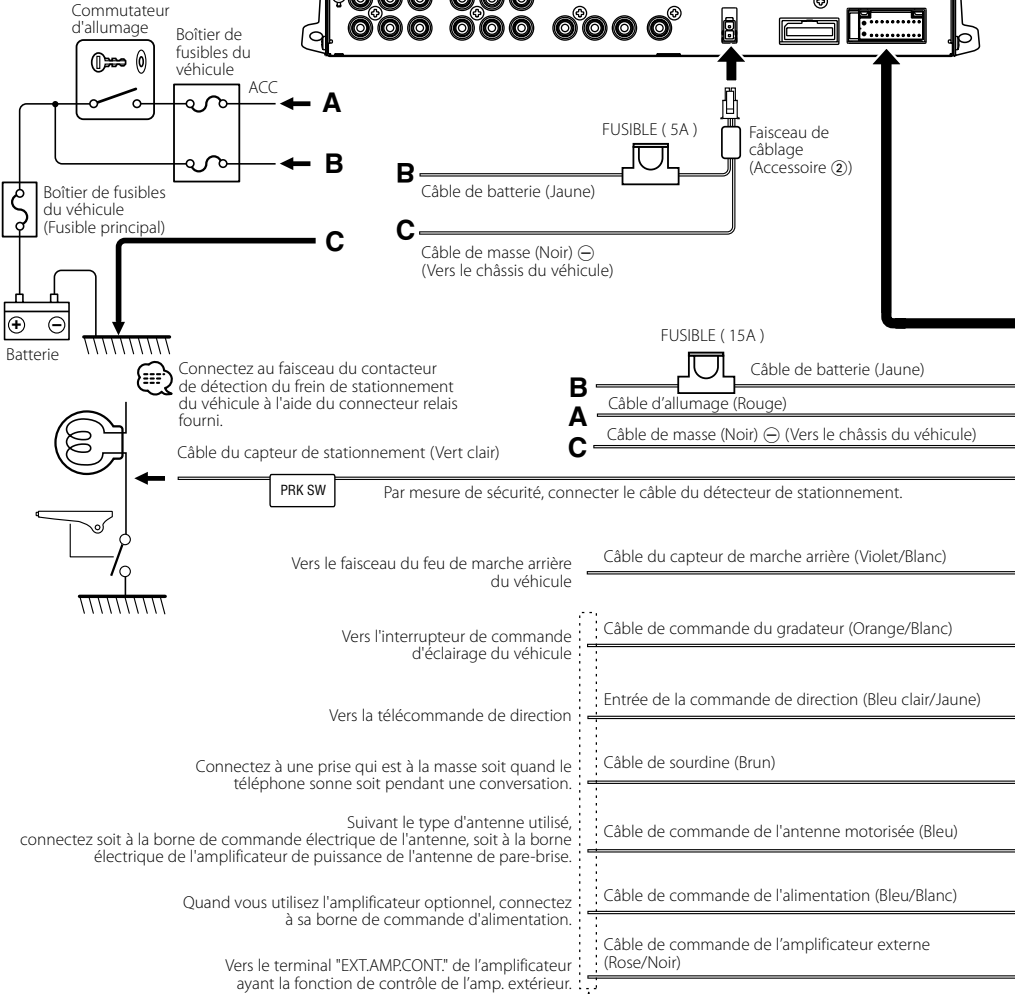 Commutateur
d'allumage
Boîtier de
fusibles du
véhicule
ACC
A
B
Boîtier de fusibles
du véhicule
(Fusible principal)
C
Batterie
FUSIBLE ( 5A )
Faisceau de
câblage
(Accessoire ②)
B
Câble de batterie (Jaune)
C
Câble de masse (Noir) ⊖
(Vers le châssis du véhicule)
FUSIBLE ( 15A )
Câble de batterie (Jaune)
B
Câble d’allumage (Rouge)
A
Câble de masse (Noir) ⊖ (Vers le châssis du véhicule)
C
Connectez au faisceau du contacteur
de détection du frein de stationnement
du véhicule à l'aide du connecteur relais
fourni.
Câble du capteur de stationnement (Vert clair)
PRK SW
Par mesure de sécurité, connecter le câble du détecteur de stationnement.
Vers le faisceau du feu de marche arrière
du véhicule
Câble du capteur de marche arrière (Violet/Blanc)
Vers l'interrupteur de commande
d'éclairage du véhicule
Câble de commande du gradateur (Orange/Blanc)
Vers la télécommande de direction
Entrée de la commande de direction (Bleu clair/Jaune)
Connectez à une prise qui est à la masse soit quand le
téléphone sonne soit pendant une conversation.
Câble de sourdine (Brun)
Suivant le type d'antenne utilisé,
connectez soit à la borne de commande électrique de l'antenne, soit à la borne
électrique de l'amplificateur de puissance de l'antenne de pare-brise.
Câble de commande de l'antenne motorisée (Bleu)
Quand vous utilisez l'amplificateur optionnel, connectez
à sa borne de commande d'alimentation.
Câble de commande de l'alimentation (Bleu/Blanc)
Vers le terminal "EXT.AMP.CONT." de l’amplificateur
ayant la fonction de contrôle de l’amp. extérieur.
Câble de commande de l’amplificateur externe
(Rose/Noir)